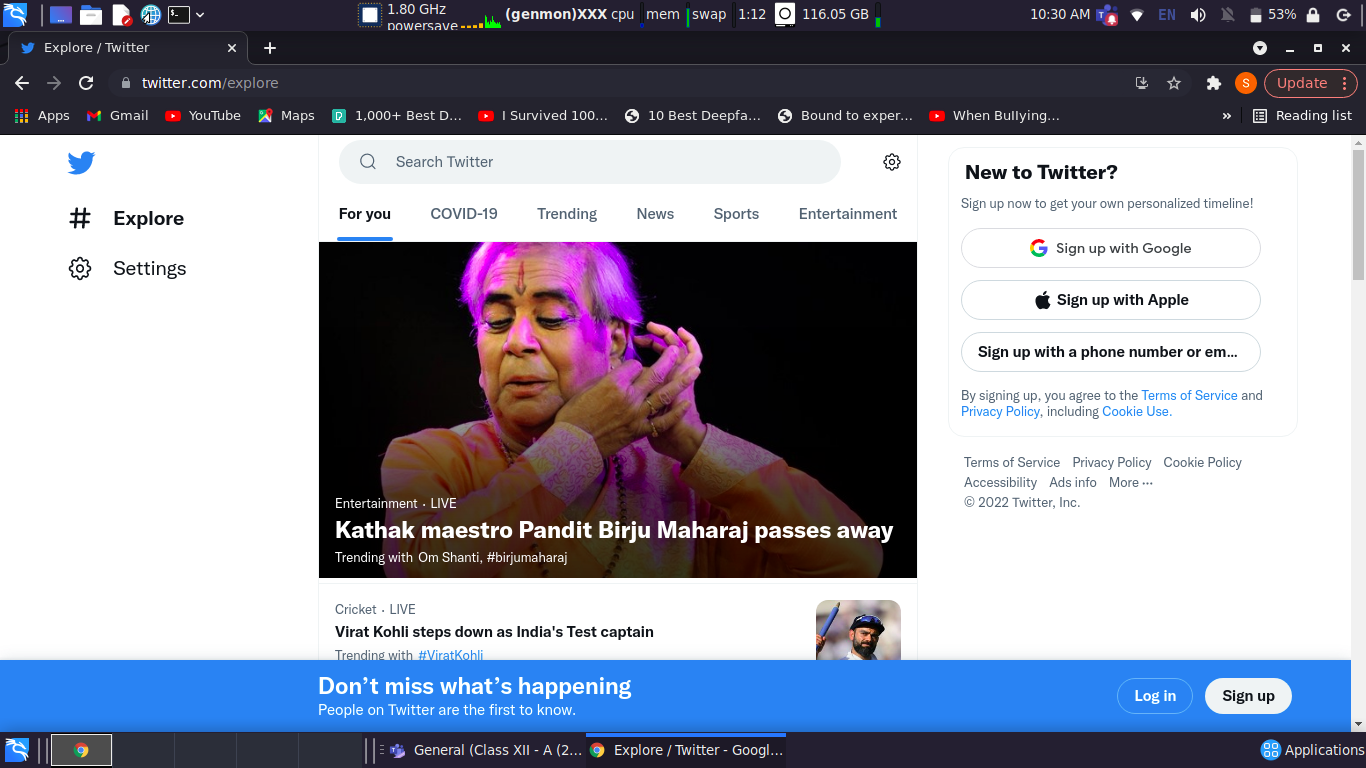 1.80 GHz
powersave
(genmon)XXX cpu mem swap 1:12 116.05 GB
10:30 AM EN 53%
Explore / Twitter
twitter.com/explore
Update
Apps Gmail YouTube Maps 1,000+ Best D... I Survived 100... 10 Best Deepfa... Bound to exper... When BuIIying... » Reading list
Explore
Settings
Search Twitter
For you COVID-19 Trending News Sports Entertainment
Entertainment · LIVE
Kathak maestro Pandit Birju Maharaj passes away
Trending with Om Shanti, #birjumaharaj
Cricket · LIVE
Virat Kohli steps down as India's Test captain
Trending with #ViratKohli
New to Twitter?
Sign up now to get your own personalized timeline!
Sign up with Google
Sign up with Apple
Sign up with a phone number or em...
By signing up, you agree to the Terms of Service and
Privacy Policy, including Cookie Use.
Terms of Service Privacy Policy Cookie Policy
Accessibility Ads info More ···
© 2022 Twitter, Inc.
Don’t miss what’s happening
People on Twitter are the first to know.
Log in Sign up
General (Class XII - A (2... Explore / Twitter - Googl... Applications